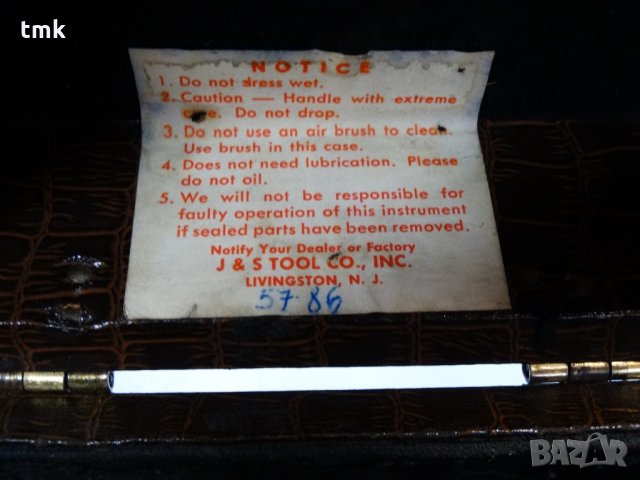 tmk
NOTICE
1. Do not dress wet.
2. Caution — Handle with extreme
care. Do not drop.
3. Do not use an air brush to clean.
Use brush in this case.
4. Does not need lubrication. Please
do not oil.
5. We will not be responsible for
faulty operation of this instrument
if sealed parts have been removed.
Notify Your Dealer or Factory
J & S TOOL CO., INC.
LIVINGSTON, N. J.
5786
BAZAR